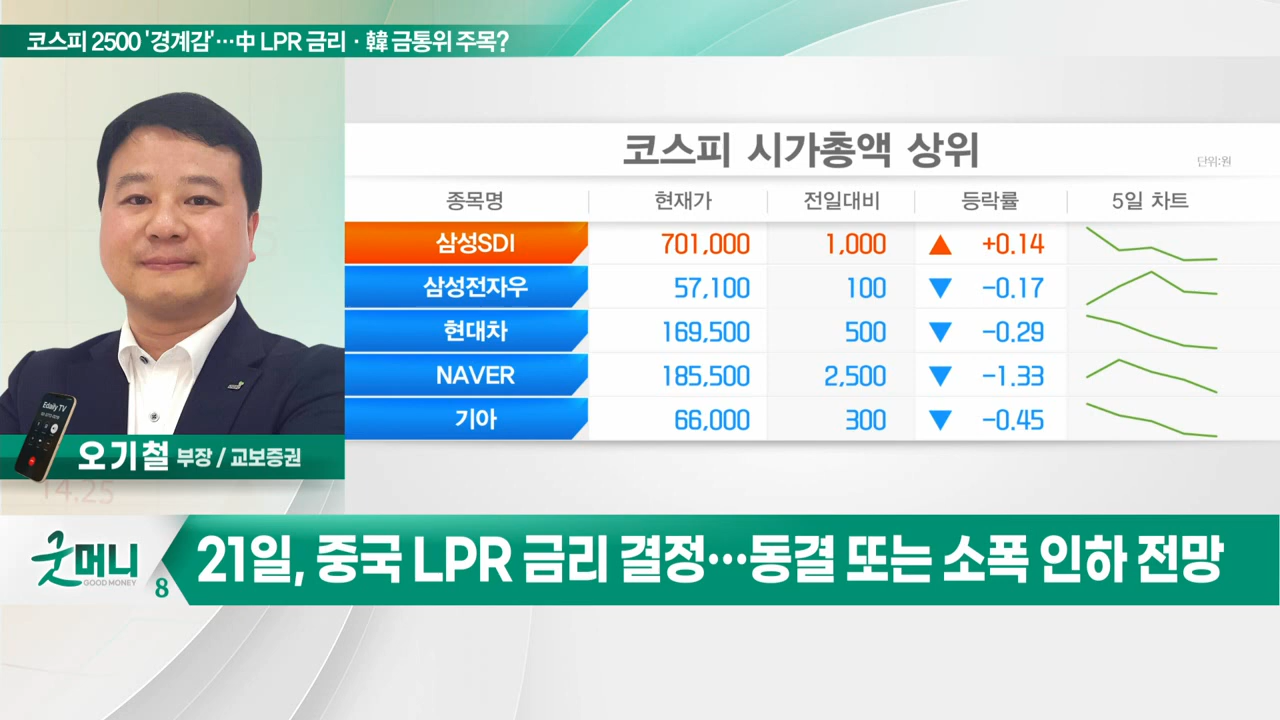 코스피 2500 '경계감'…中 LPR 금리 · 韓 금통위 주목?
코스피 시가총액 상위
단위:원
종목명 현재가 전일대비 등락률 5일 차트
삼성SDI 701,000 1,000 ▲ +0.14
삼성전자우 57,100 100 ▼ -0.17
현대차 169,500 500 ▼ -0.29
NAVER 185,500 2,500 ▼ -1.33
기아 66,000 300 ▼ -0.45
Edaily TV
오기철 부장 / 교보증권
14.25
굿머니
GOOD MONEY
8
21일, 중국 LPR 금리 결정…동결 또는 소폭 인하 전망